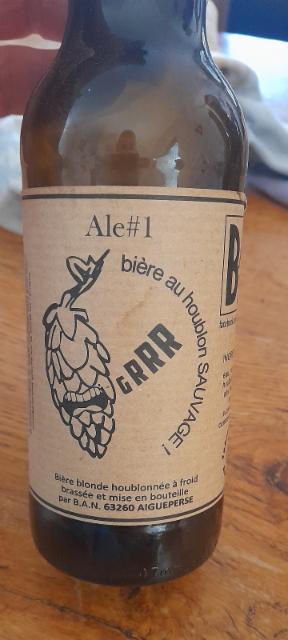 Ale#1
bière au houblon SAUVAGE !
GRRR
Bière blonde houblonnée à froid
brassée et mise en bouteille
par B.A.N. 63260 AIGUEPERSE
B